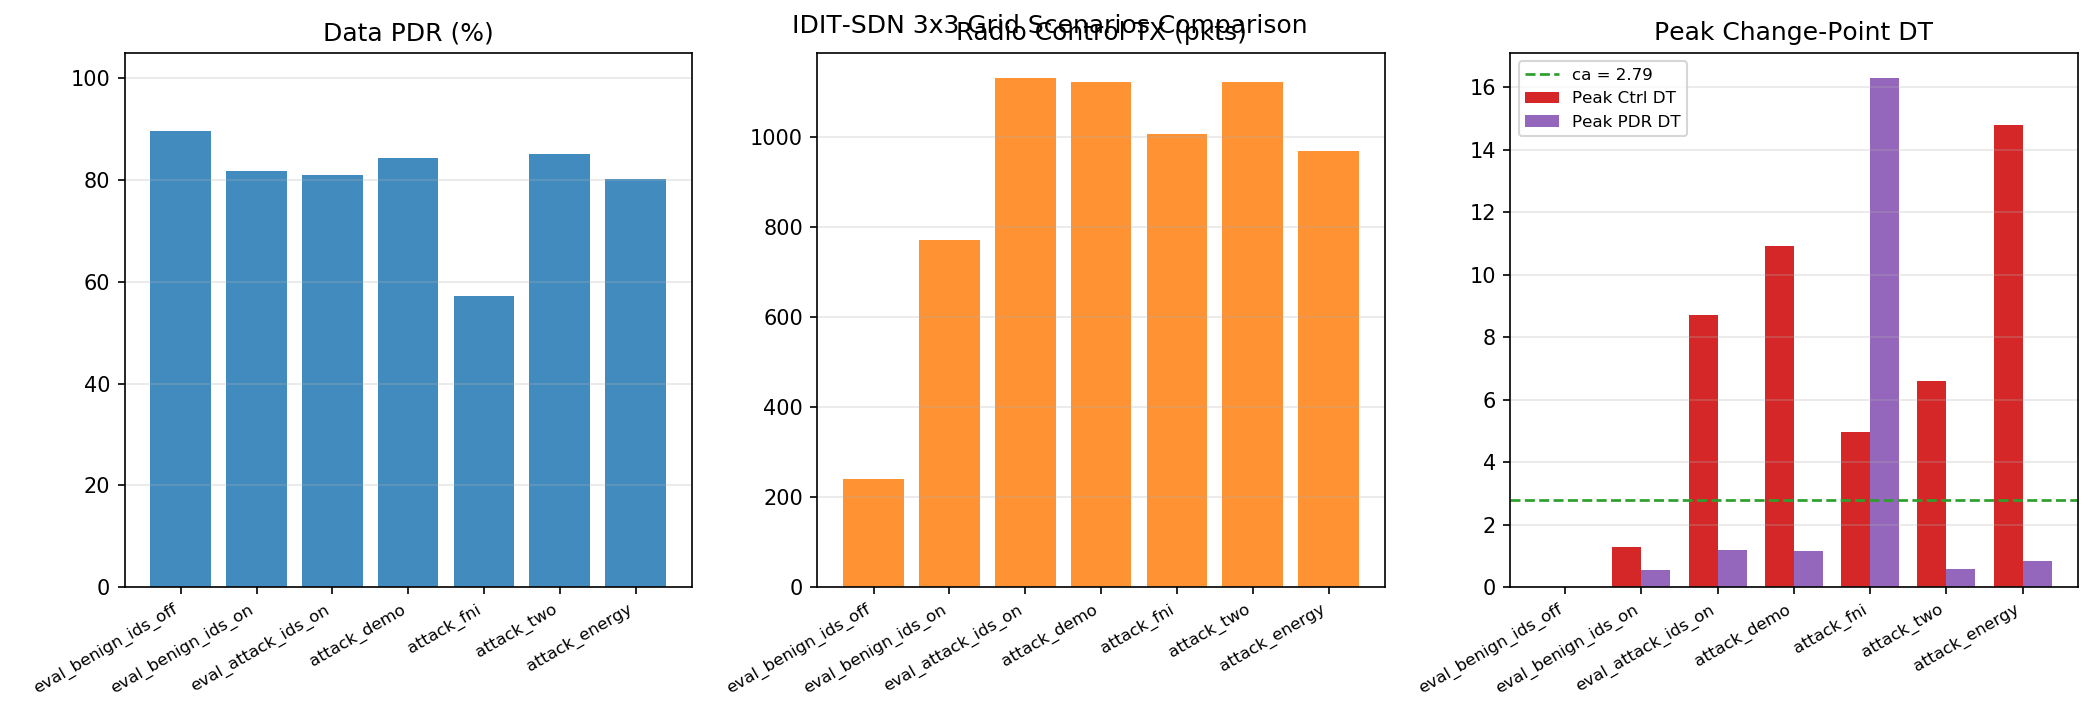 IDIT-SDN 3x3 Grid Scenarios Comparison
Data PDR (%)
100
80
60
40
20
0
eval_benign_ids_off
eval_benign_ids_on
eval_attack_ids_on
attack_demo
attack_fni
attack_two
attack_energy
Radio Control TX (pkts)
1000
800
600
400
200
0
eval_benign_ids_off
eval_benign_ids_on
eval_attack_ids_on
attack_demo
attack_fni
attack_two
attack_energy
Peak Change-Point DT
ca = 2.79
Peak Ctrl DT
Peak PDR DT
16
14
12
10
8
6
4
2
0
eval_benign_ids_off
eval_benign_ids_on
eval_attack_ids_on
attack_demo
attack_fni
attack_two
attack_energy